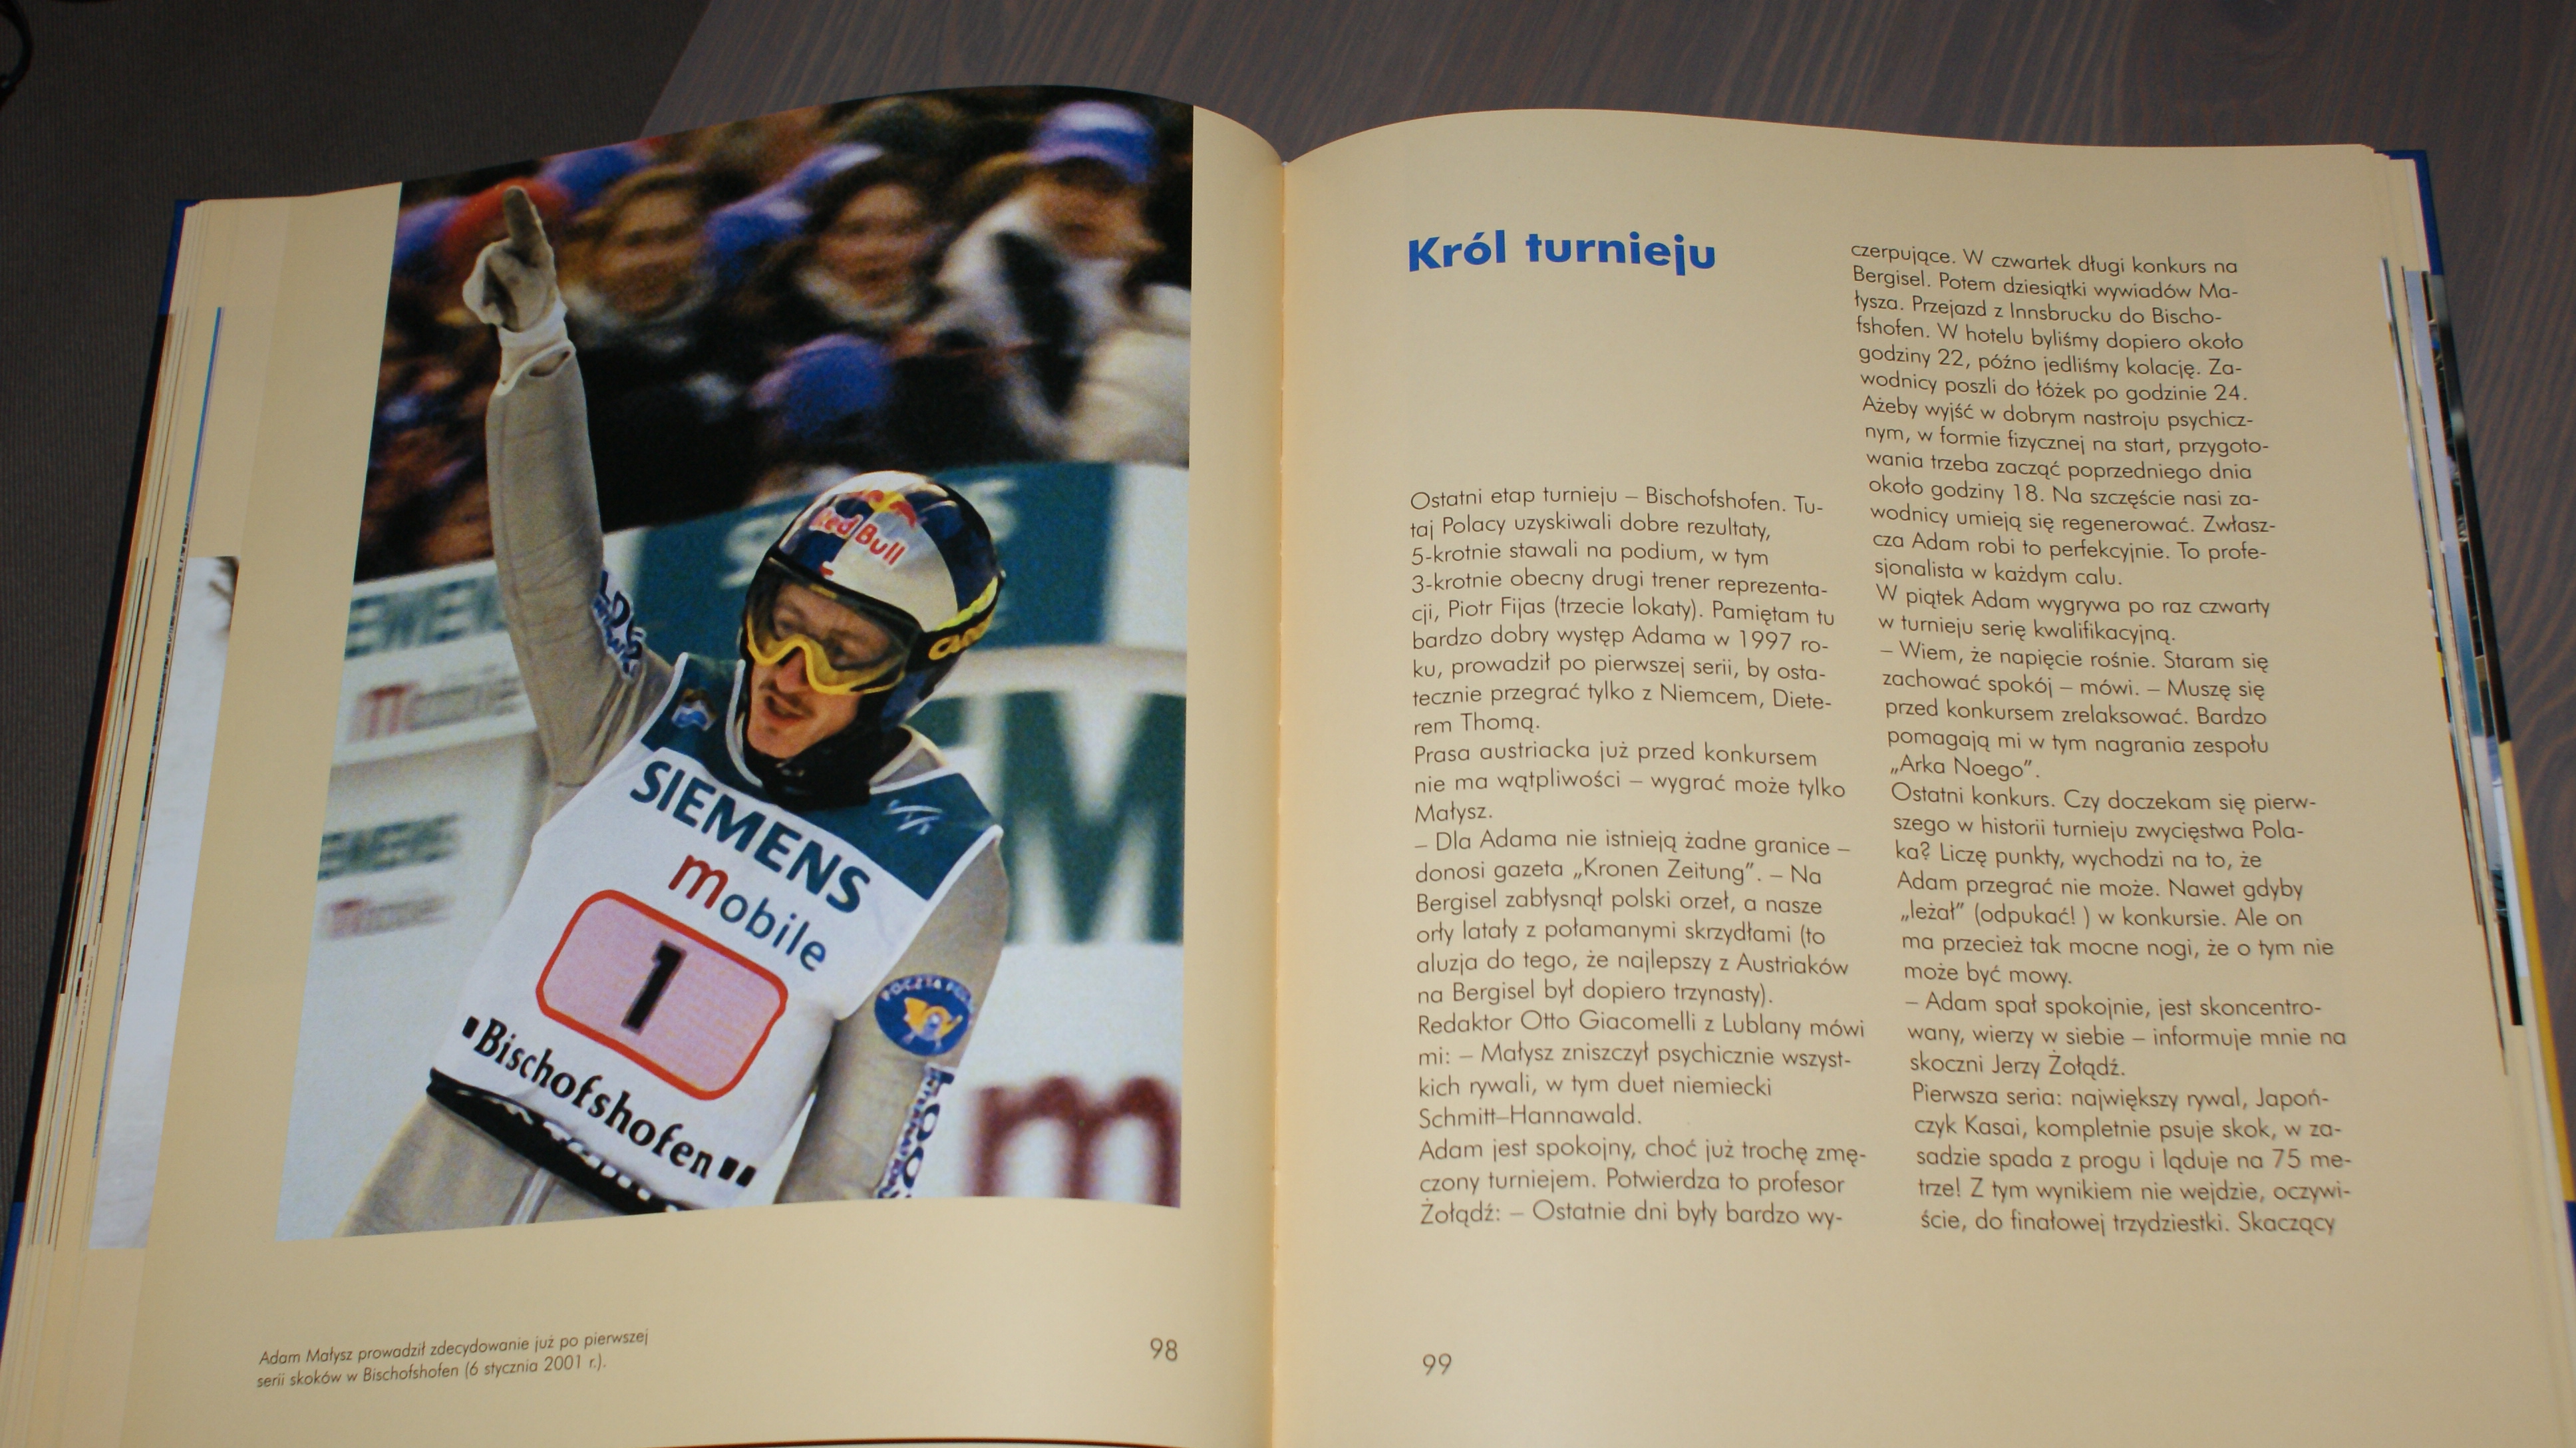 Red Bull
SIEMENS
mobile
1
"Bischofshofen"
POCZTA
SIEMENS
mobile
m
Adam Małysz prowadził zdecydowanie już po pierwszej
serii skoków w Bischofshofen (6 stycznia 2001 r.).
98
Król turnieju
Ostatni etap turnieju – Bischofshofen. Tu-
taj Polacy uzyskiwali dobre rezultaty,
5-krotnie stawali na podium, w tym
3-krotnie obecny drugi trener reprezenta-
cji, Piotr Fijas (trzecie lokaty). Pamiętam tu
bardzo dobry występ Adama w 1997 ro-
ku, prowadził po pierwszej serii, by osta-
tecznie przegrać tylko z Niemcem, Diete-
rem Thomą.
Prasa austriacka już przed konkursem
nie ma wątpliwości – wygrać może tylko
Małysz.
– Dla Adama nie istnieją żadne granice –
donosi gazeta „Kronen Zeitung”. – Na
Bergisel zabłysnął polski orzeł, a nasze
orły latały z połamanymi skrzydłami (to
aluzja do tego, że najlepszy z Austriaków
na Bergisel był dopiero trzynasty).
Redaktor Otto Giacomelli z Lublany mówi
mi: – Małysz zniszczył psychicznie wszyst-
kich rywali, w tym duet niemiecki
Schmitt–Hannawald.
Adam jest spokojny, choć już trochę zmę-
czony turniejem. Potwierdza to profesor
Żołądź: – Ostatnie dni były bardzo wy-
czerpujące. W czwartek długi konkurs na
Bergisel. Potem dziesiątki wywiadów Ma-
łysza. Przejazd z Innsbrucku do Bischo-
fshofen. W hotelu byliśmy dopiero około
godziny 22, późno jedliśmy kolację. Za-
wodnicy poszli do łóżek po godzinie 24.
Ażeby wyjść w dobrym nastroju psychicz-
nym, w formie fizycznej na start, przygoto-
wania trzeba zacząć poprzedniego dnia
około godziny 18. Na szczęście nasi za-
wodnicy umieją się regenerować. Zwłasz-
cza Adam robi to perfekcyjnie. To profe-
sjonalista w każdym calu.
W piątek Adam wygrywa po raz czwarty
w turnieju serię kwalifikacyjną.
– Wiem, że napięcie rośnie. Staram się
zachować spokój – mówi. – Muszę się
przed konkursem zrelaksować. Bardzo
pomagają mi w tym nagrania zespołu
„Arka Noego”.
Ostatni konkurs. Czy doczekam się pierw-
szego w historii turnieju zwycięstwa Pola-
ka? Liczę punkty, wychodzi na to, że
Adam przegrać nie może. Nawet gdyby
„leżał” (odpukać! ) w konkursie. Ale on
ma przecież tak mocne nogi, że o tym nie
może być mowy.
– Adam spał spokojnie, jest skoncentro-
wany, wierzy w siebie – informuje mnie na
skoczni Jerzy Żołądź.
Pierwsza seria: największy rywal, Japoń-
czyk Kasai, kompletnie psuje skok, w za-
sadzie spada z progu i ląduje na 75 me-
trze! Z tym wynikiem nie wejdzie, oczywi-
ście, do finałowej trzydziestki. Skaczący
99